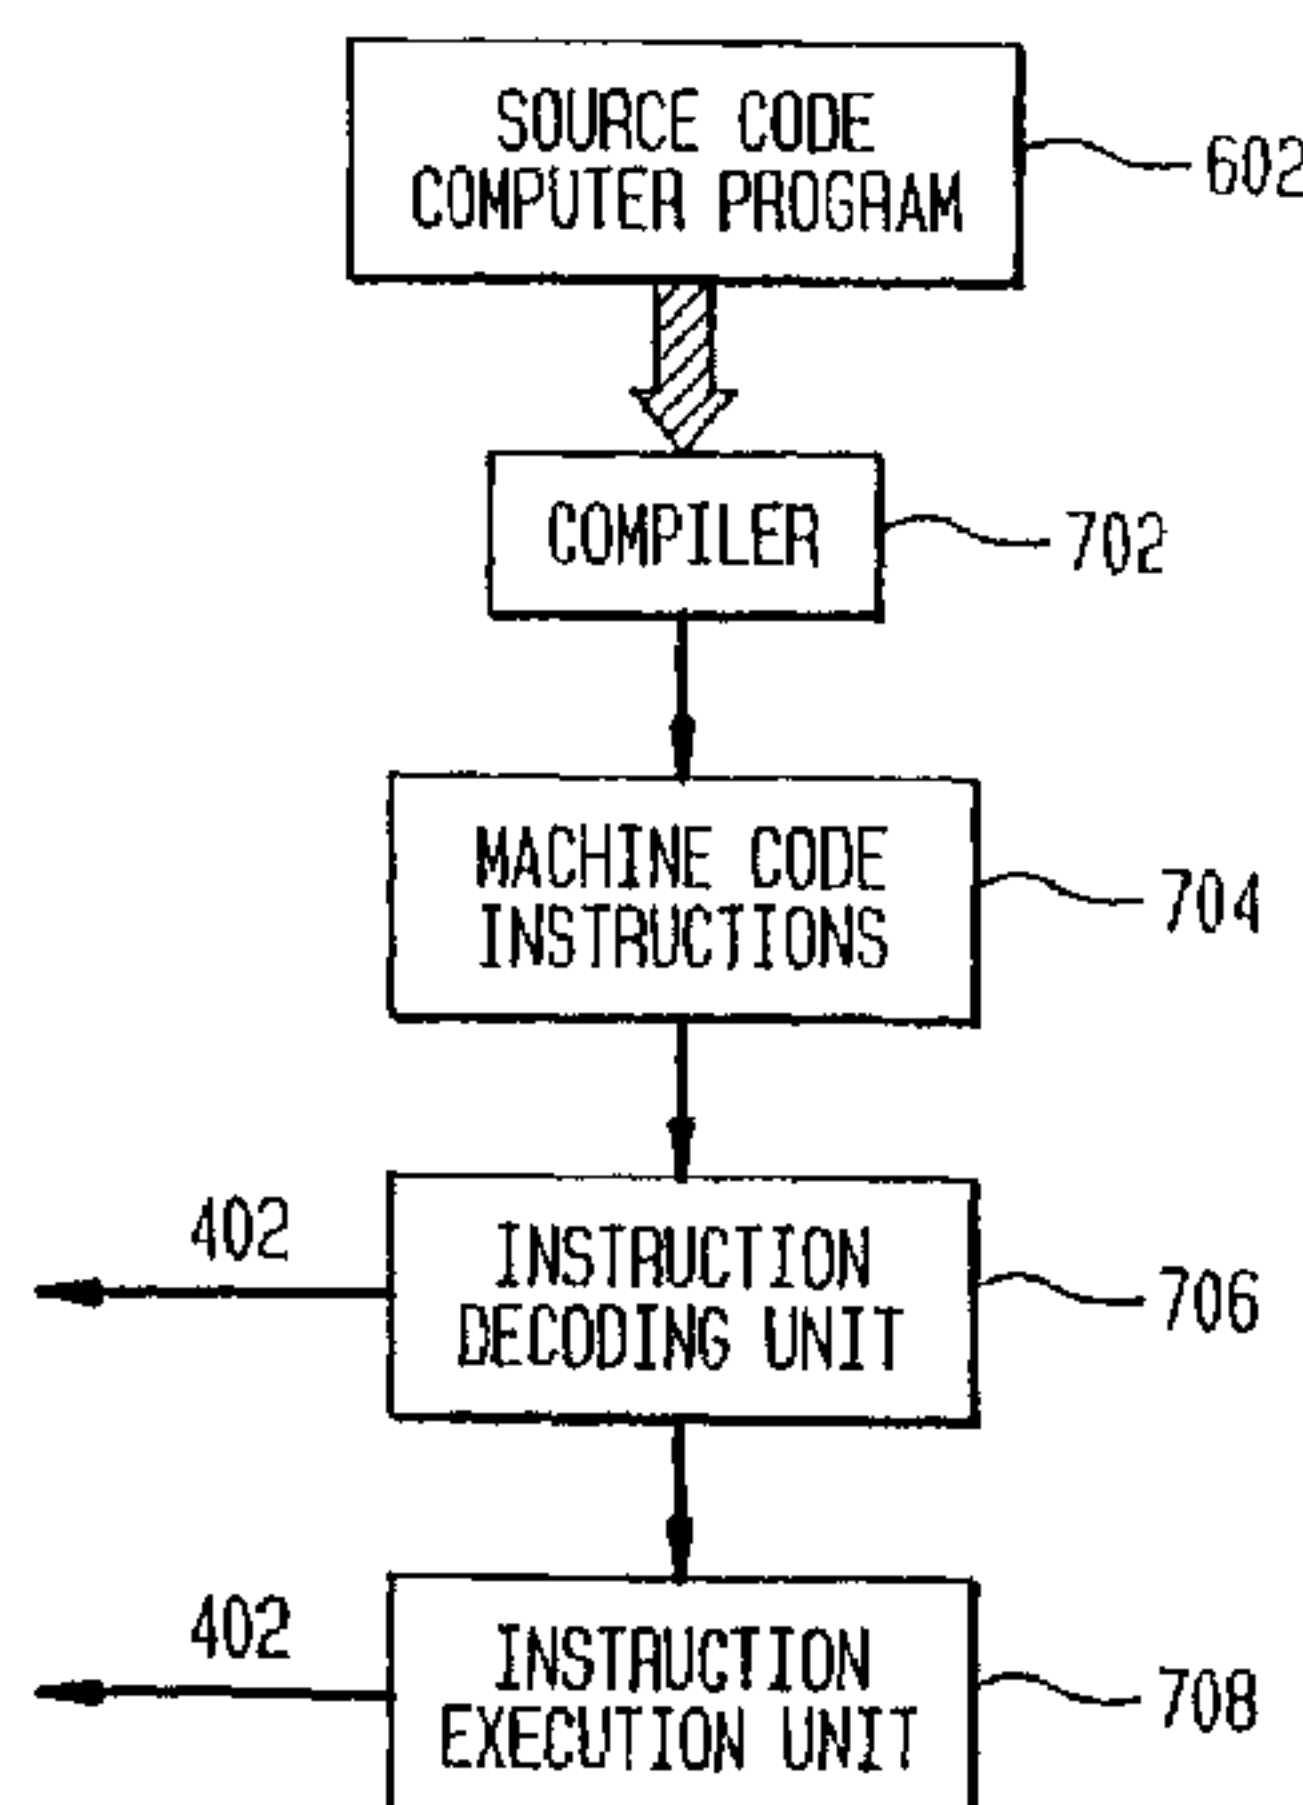 SOURCE CODE
COMPUTER PROGRAM
602
COMPILER
702
MACHINE CODE
INSTRUCTIONS
704
402
INSTRUCTION
DECODING UNIT
706
402
INSTRUCTION
EXECUTION UNIT
708